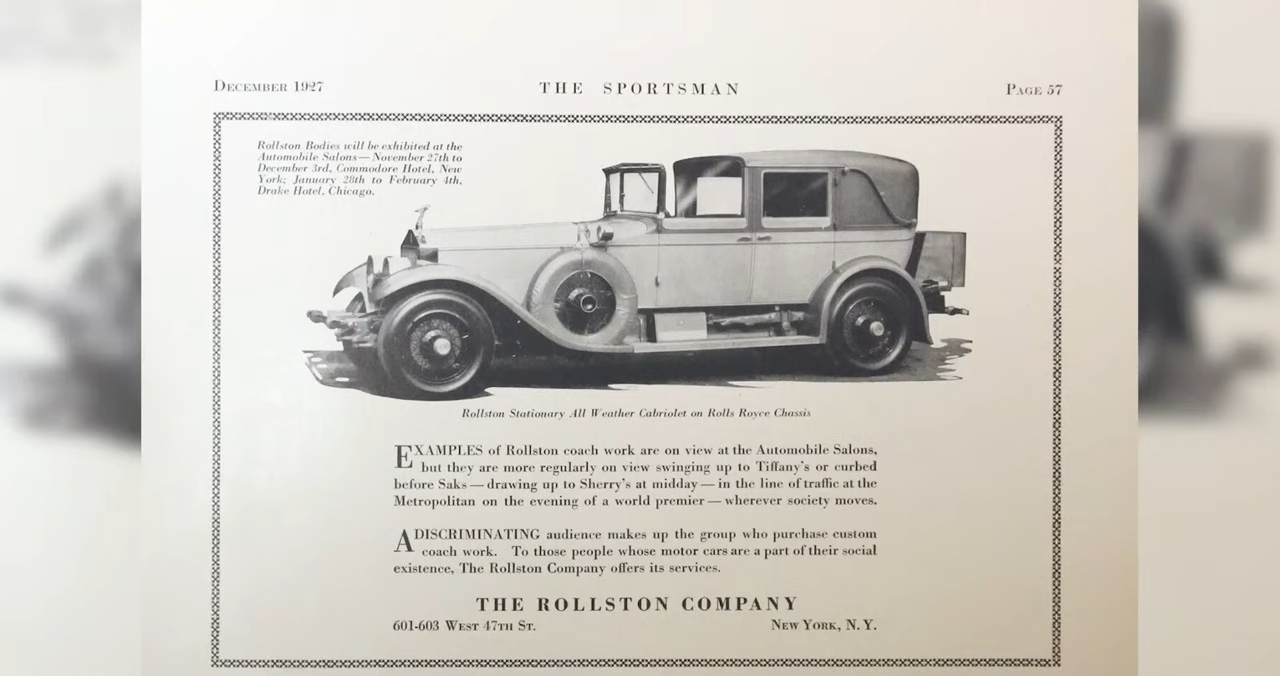 DECEMBER 1927
THE SPORTSMAN
PAGE 57
Rollston Bodies will be exhibited at the
Automobile Salons—November 27th to
December 3rd, Commodore Hotel, New
York; January 28th to February 4th,
Drake Hotel, Chicago.
Rollston Stationary All Weather Cabriolet on Rolls Royce Chassis
EXAMPLES of Rollston coach work are on view at the Automobile Salons,
but they are more regularly on view swinging up to Tiffany's or curbed
before Saks—drawing up to Sherry's at midday—in the line of traffic at the
Metropolitan on the evening of a world premier—wherever society moves.
A DISCRIMINATING audience makes up the group who purchase custom
coach work. To those people whose motor cars are a part of their social
existence, The Rollston Company offers its services.
THE ROLLSTON COMPANY
601-603 WEST 47TH ST.
NEW YORK, N. Y.